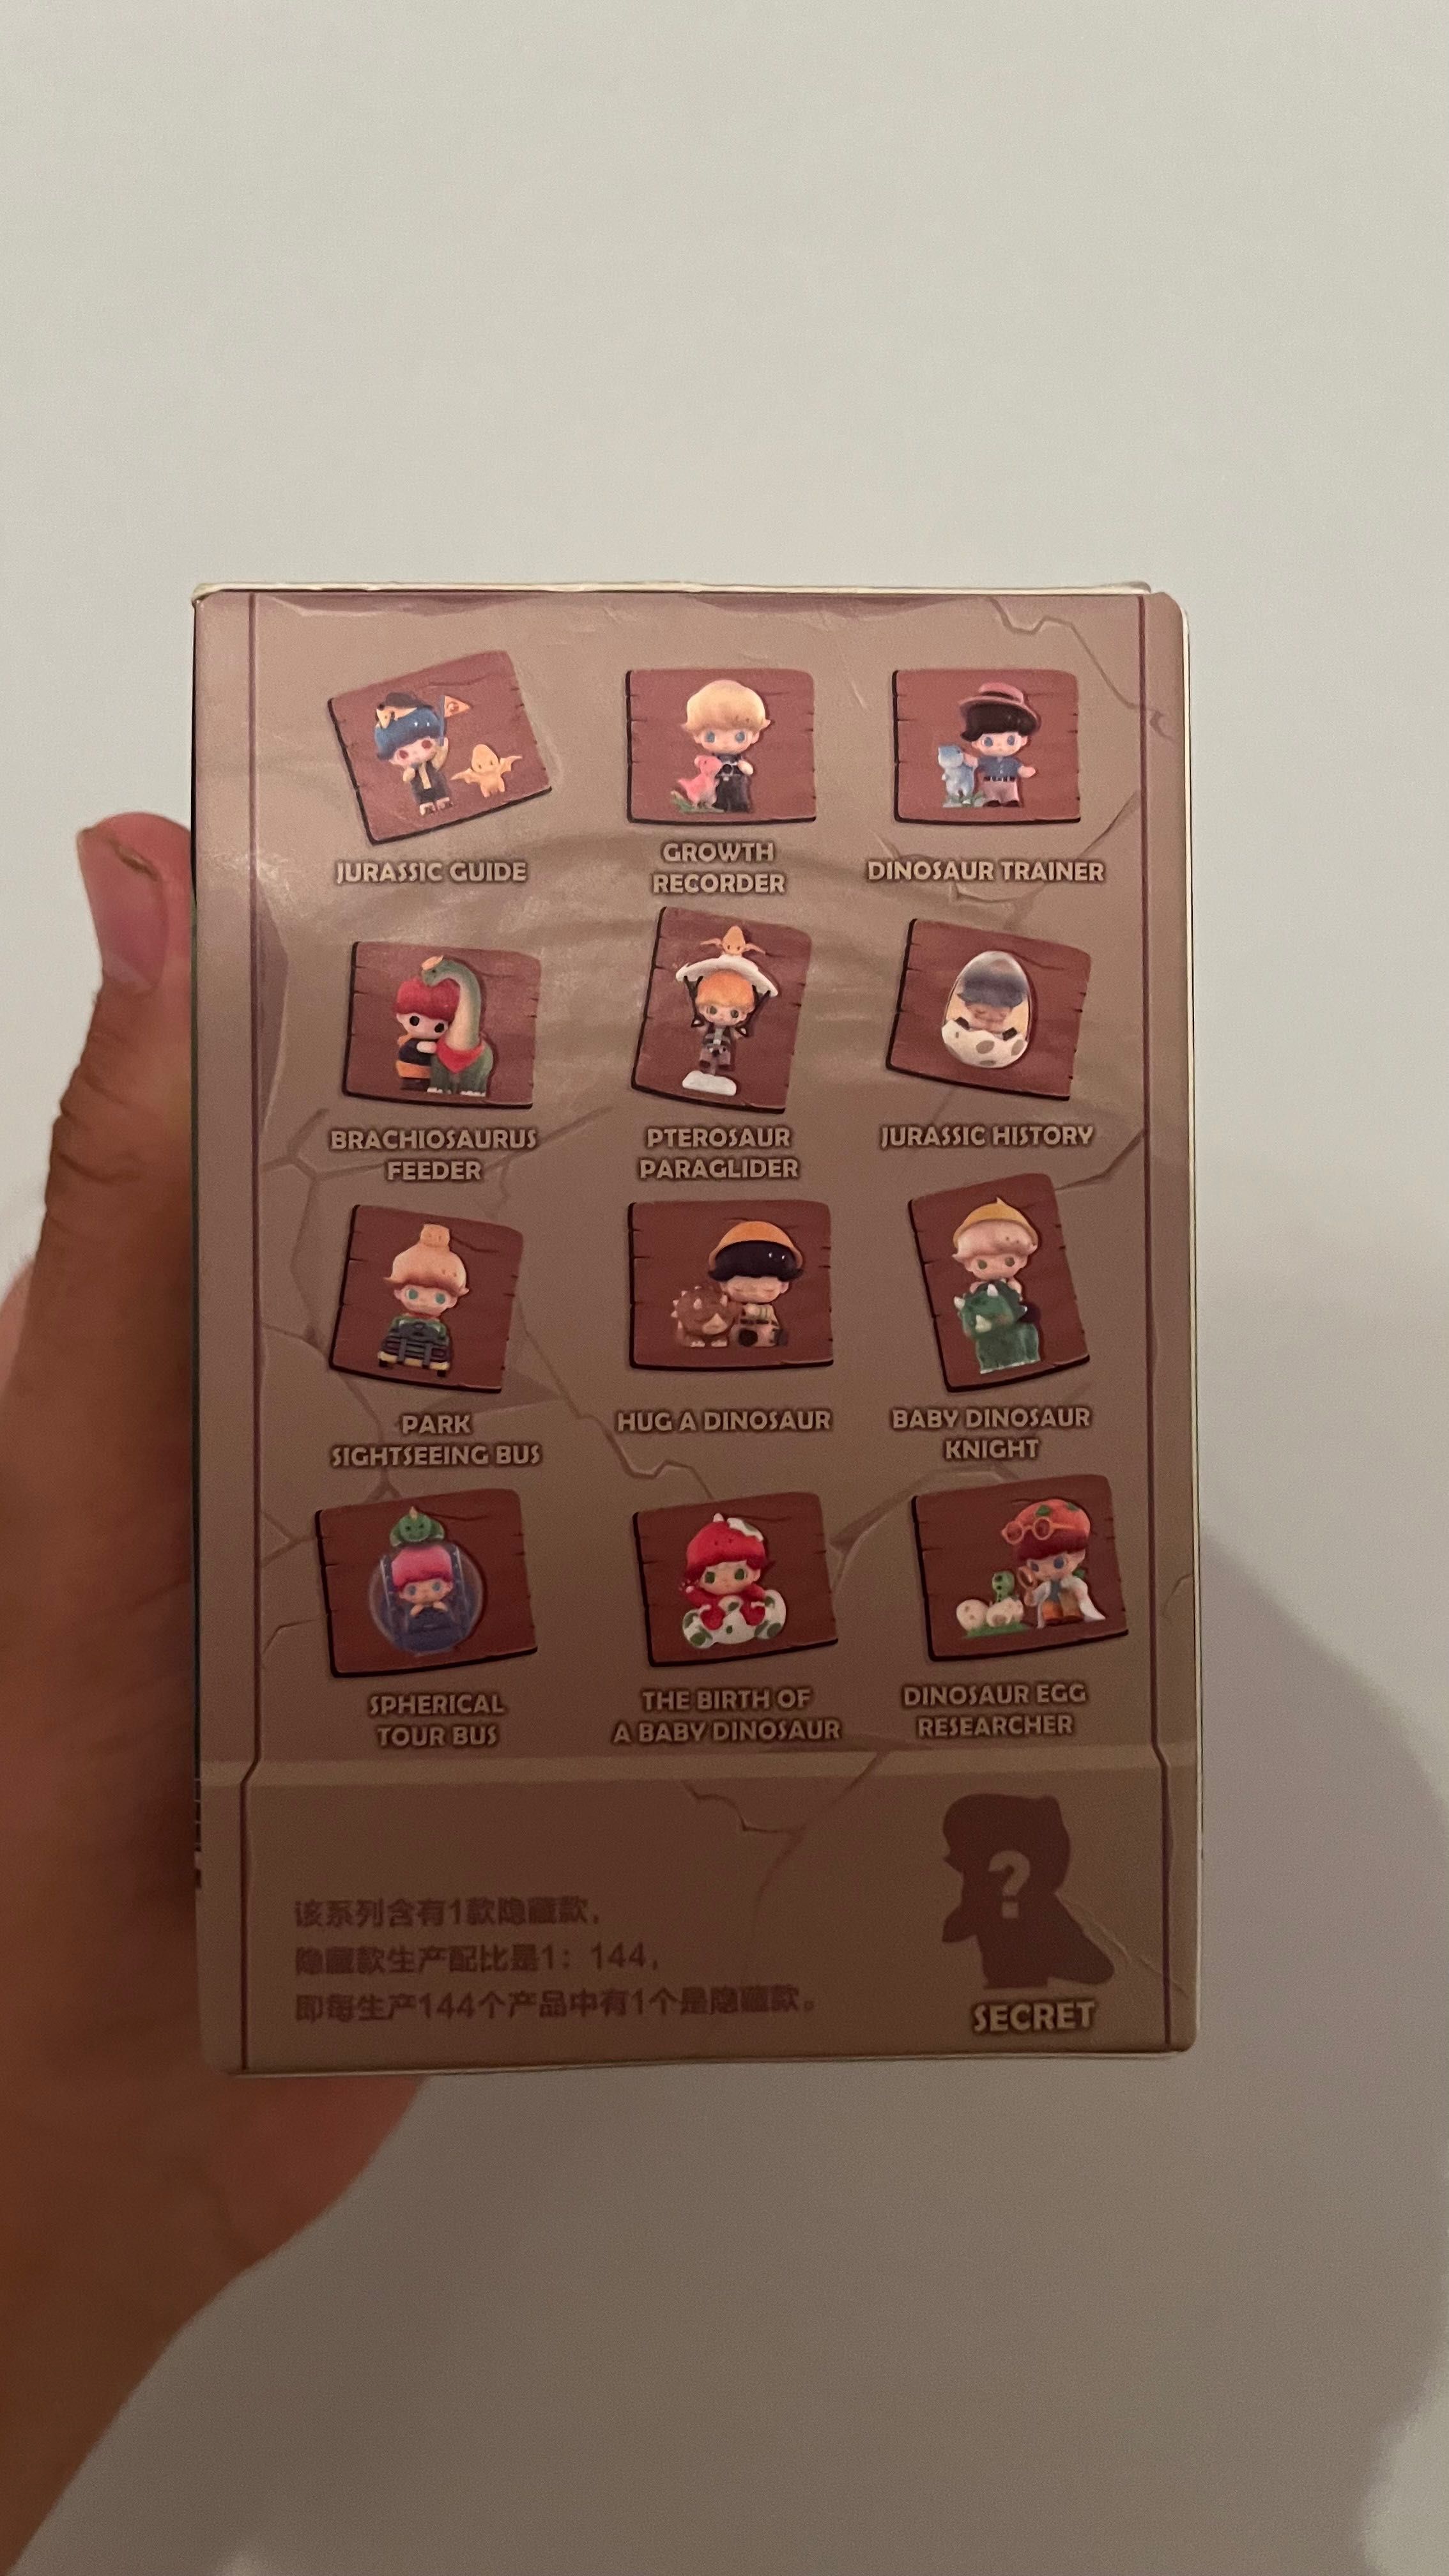 JURASSIC GUIDE
GROWTH
RECORDER
DINOSAUR TRAINER
BRACHIOSAURUS
FEEDER
PTEROSAUR
PARAGLIDER
JURASSIC HISTORY
PARK
SIGHTSEEING BUS
HUG A DINOSAUR
BABY DINOSAUR
KNIGHT
SPHERICAL
TOUR BUS
THE BIRTH OF
A BABY DINOSAUR
DINOSAUR EGG
RESEARCHER
该系列含有1款隐藏款，
隐藏款生产配比是1：144，
即每生产144个产品中有1个是隐藏款。
?
SECRET